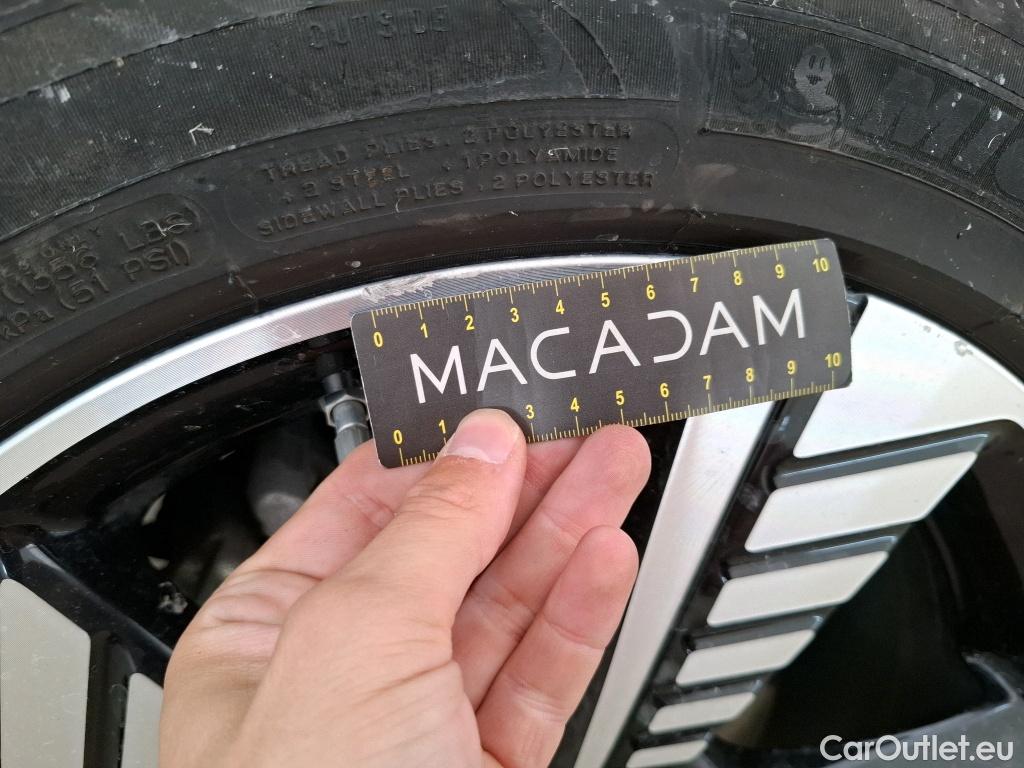 OUTSIDE
TREAD PLIES : 2 POLYESTER
+ 2 STEEL + 1 POLYAMIDE
SIDEWALL PLIES : 2 POLYESTER
(1356 LBS
kPa (51 PSI)
MIC
0 1 2 3 4 5 6 7 8 9 10
MACADAM
0 1 3 4 5 6 7 8 9 10
CarOutlet.eu